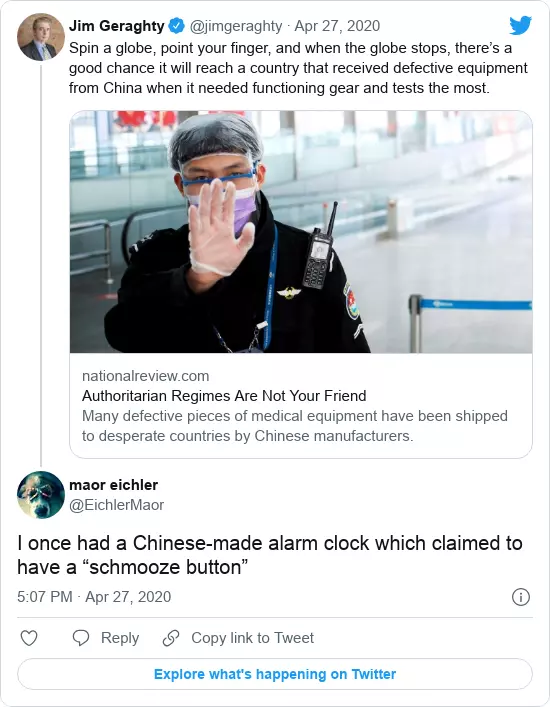 Jim Geraghty @jimgeraghty · Apr 27, 2020
Spin a globe, point your finger, and when the globe stops, there’s a
good chance it will reach a country that received defective equipment
from China when it needed functioning gear and tests the most.
nationalreview.com
Authoritarian Regimes Are Not Your Friend
Many defective pieces of medical equipment have been shipped
to desperate countries by Chinese manufacturers.
maor eichler
@EichlerMaor
I once had a Chinese-made alarm clock which claimed to
have a “schmooze button”
5:07 PM · Apr 27, 2020
Reply Copy link to Tweet
Explore what's happening on Twitter